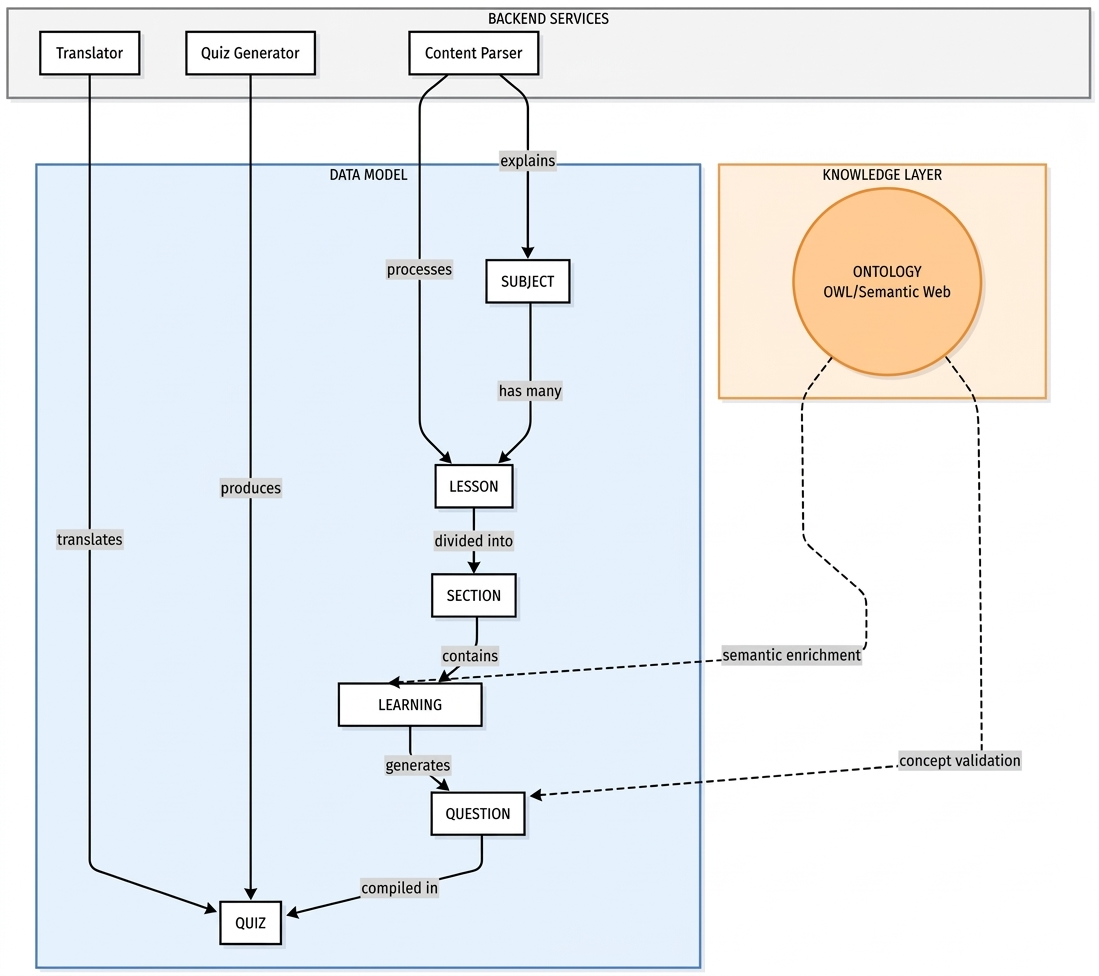 BACKEND SERVICES
Translator
Quiz Generator
Content Parser
explains
DATA MODEL
KNOWLEDGE LAYER
processes
SUBJECT
ONTOLOGY
OWL/Semantic Web
has many
LESSON
produces
translates
divided into
SECTION
contains
semantic enrichment
LEARNING
generates
concept validation
QUESTION
compiled in
QUIZ